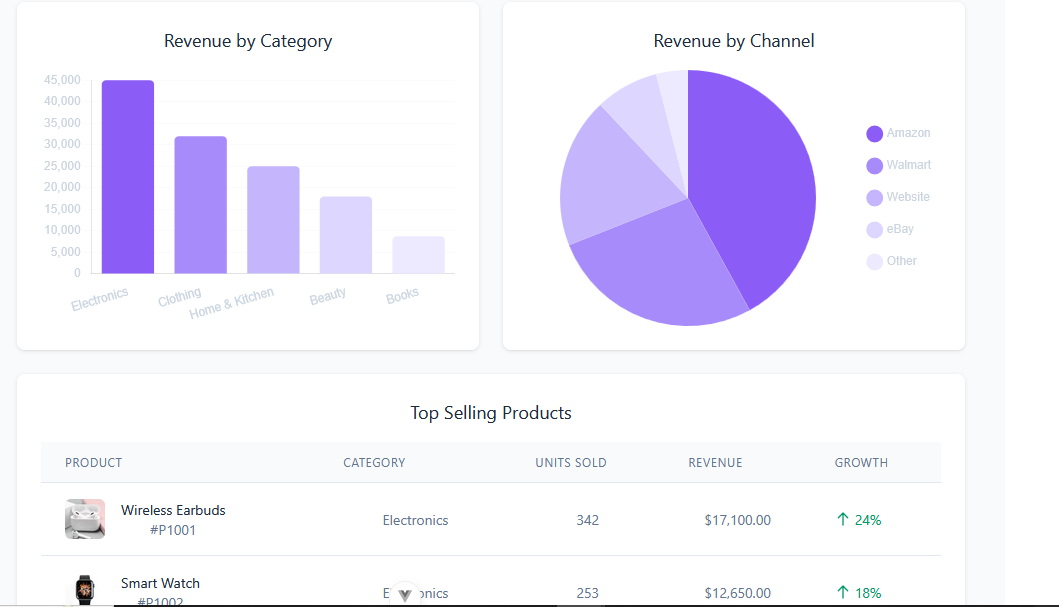 Revenue by Category
45,000
40,000
35,000
30,000
25,000
20,000
15,000
10,000
5,000
0
Electronics
Clothing
Home & Kitchen
Beauty
Books
Revenue by Channel
Amazon
Walmart
Website
eBay
Other
Top Selling Products
PRODUCT CATEGORY UNITS SOLD REVENUE GROWTH
Wireless Earbuds
#P1001
Electronics 342 $17,100.00 24%
Smart Watch
#P1002
E onics 253 $12,650.00 18%